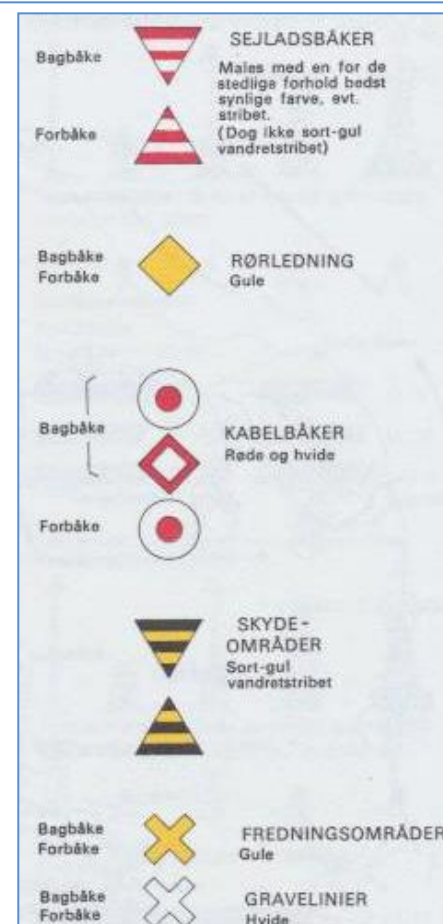 Bagbåke
SEJLADSBÅKER
Males med en for de
stedlige forhold bedst
synlige farve, evt.
stribet.
(Dog ikke sort-gul
vandretstribet)
Forbåke
Bagbåke
Forbåke
RØRLEDNING
Gule
Bagbåke
KABELBÅKER
Røde og hvide
Forbåke
SKYDE-
OMRÅDER
Sort-gul
vandretstribet
Bagbåke
Forbåke
FREDNINGSOMRÅDER
Gule
Bagbåke
Forbåke
GRAVELINIER
Hvide